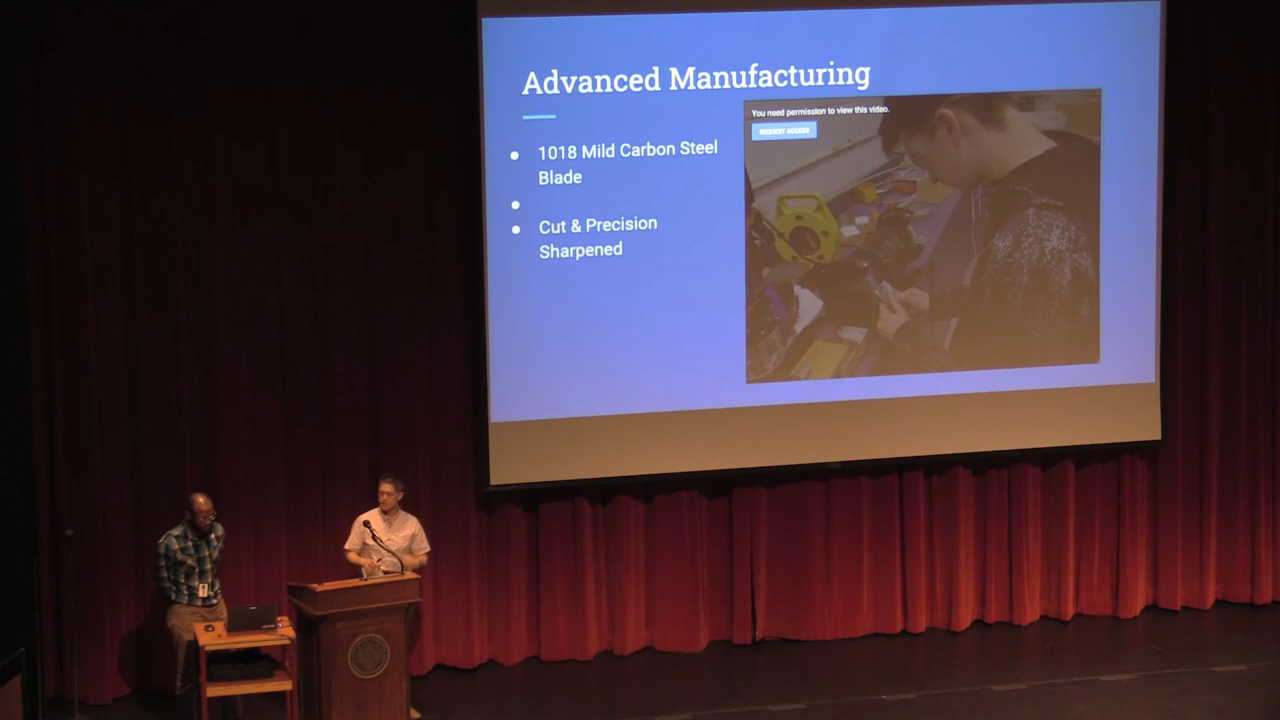 Advanced Manufacturing
1018 Mild Carbon Steel
Blade
Cut & Precision
Sharpened
You need permission to view this video.
REQUEST ACCESS